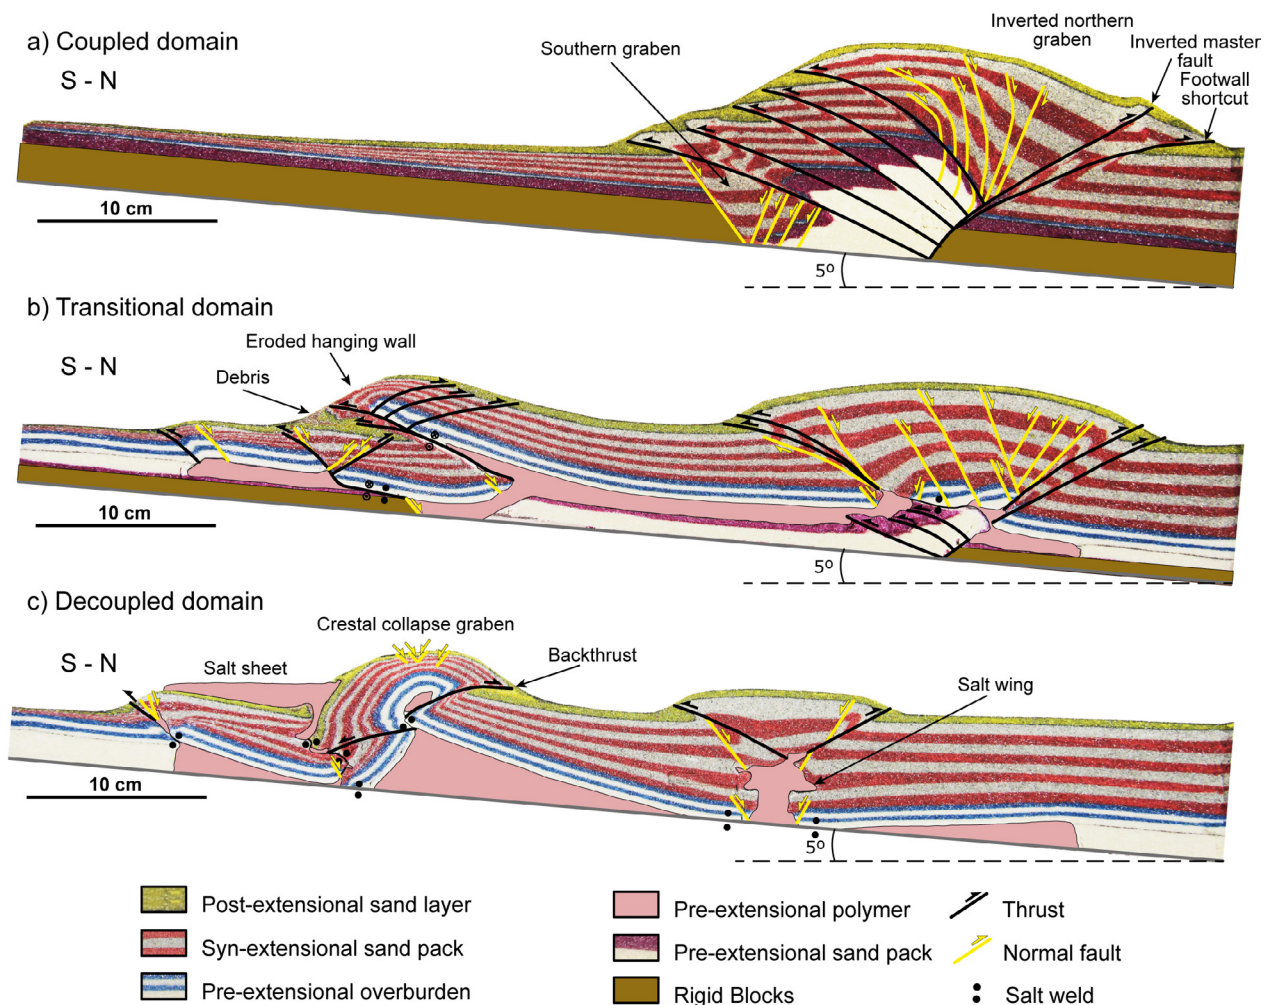 a) Coupled domain
S - N
Southern graben
Inverted northern
graben
Inverted master
fault
Footwall
shortcut
10 cm
5º
b) Transitional domain
S - N
Eroded hanging wall
Debris
10 cm
5º
c) Decoupled domain
S - N
Crestal collapse graben
Salt sheet
Backthrust
Salt wing
10 cm
5º
Post-extensional sand layer
Pre-extensional polymer
Thrust
Syn-extensional sand pack
Pre-extensional sand pack
Normal fault
Pre-extensional overburden
Rigid Blocks
Salt weld